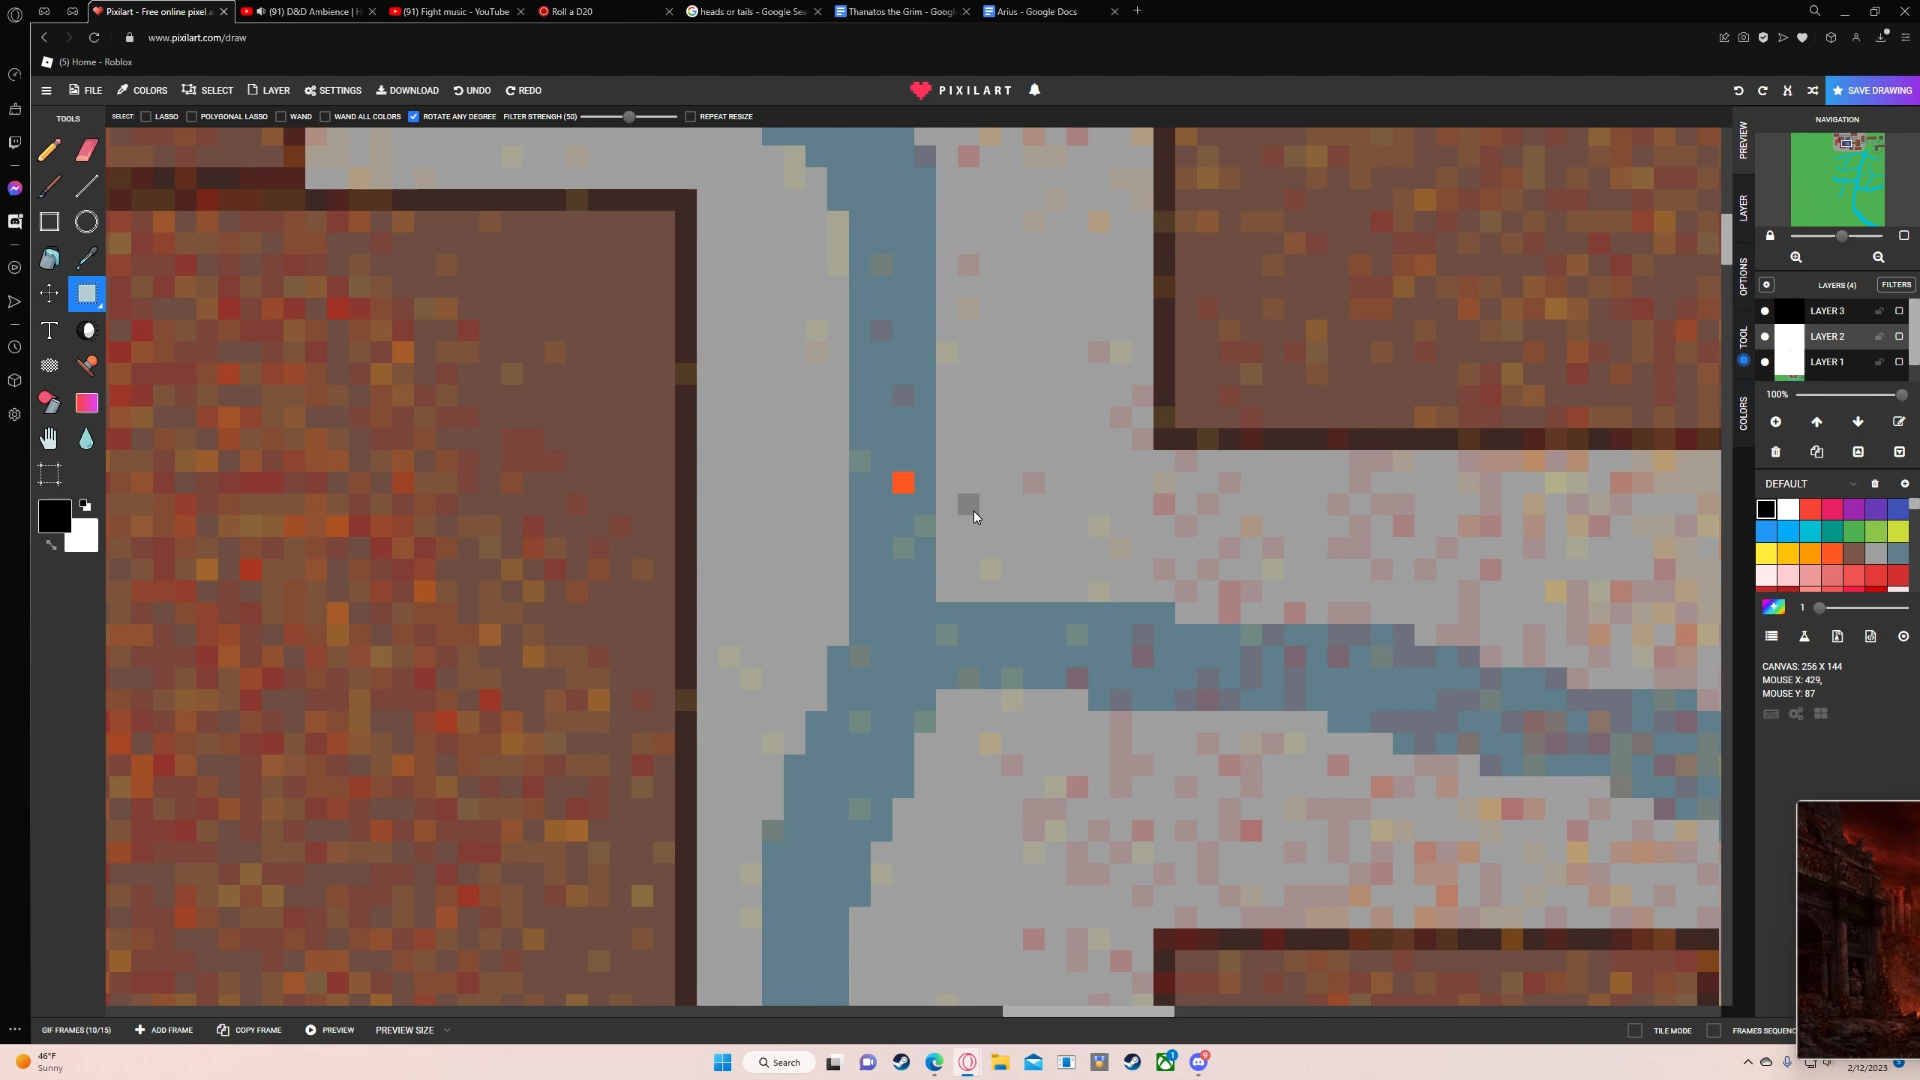 Pixilart - Free online pixel a
(91) D&D Ambience | H
(91) Fight music - YouTube
Roll a D20
heads or tails - Google Sea
Thanatos the Grim - Googl
Arius - Google Docs
www.pixilart.com/draw
(5) Home - Roblox
FILE COLORS SELECT LAYER SETTINGS DOWNLOAD UNDO REDO
PIXILART
SAVE DRAWING
TOOLS
SELECT: LASSO POLYGONAL LASSO WAND WAND ALL COLORS ROTATE ANY DEGREE FILTER STRENGH (50) REPEAT RESIZE
NAVIGATION
PREVIEW
LAYER
OPTIONS
TOOL
COLORS
LAYERS (4) FILTERS
LAYER 3
LAYER 2
LAYER 1
100%
DEFAULT
1
CANVAS: 256 X 144
MOUSE X: 429,
MOUSE Y: 87
GIF FRAMES (10/15) ADD FRAME COPY FRAME PREVIEW PREVIEW SIZE
TILE MODE FRAMES SEQUENC
46°F
Sunny
Search
1
9
2/12/2023
5